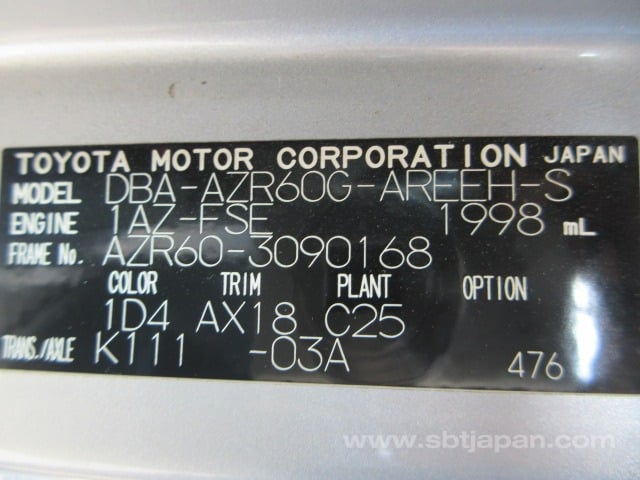 TOYOTA MOTOR CORPORATION JAPAN
MODEL DBA-AZR60G-AREEH-S
ENGINE 1AZ-FSE 1998 mL
FRAME No. AZR60-3090168
COLOR TRIM PLANT OPTION
1D4 AX18 C25
TRANS./AXLE K111 -03A 476
www.sbtjapan.com